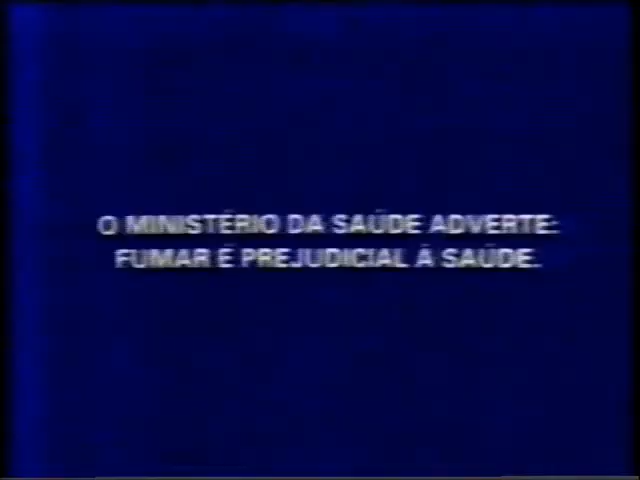 O MINISTÉRIO DA SAÚDE ADVERTE:
FUMAR É PREJUDICIAL À SAÚDE.